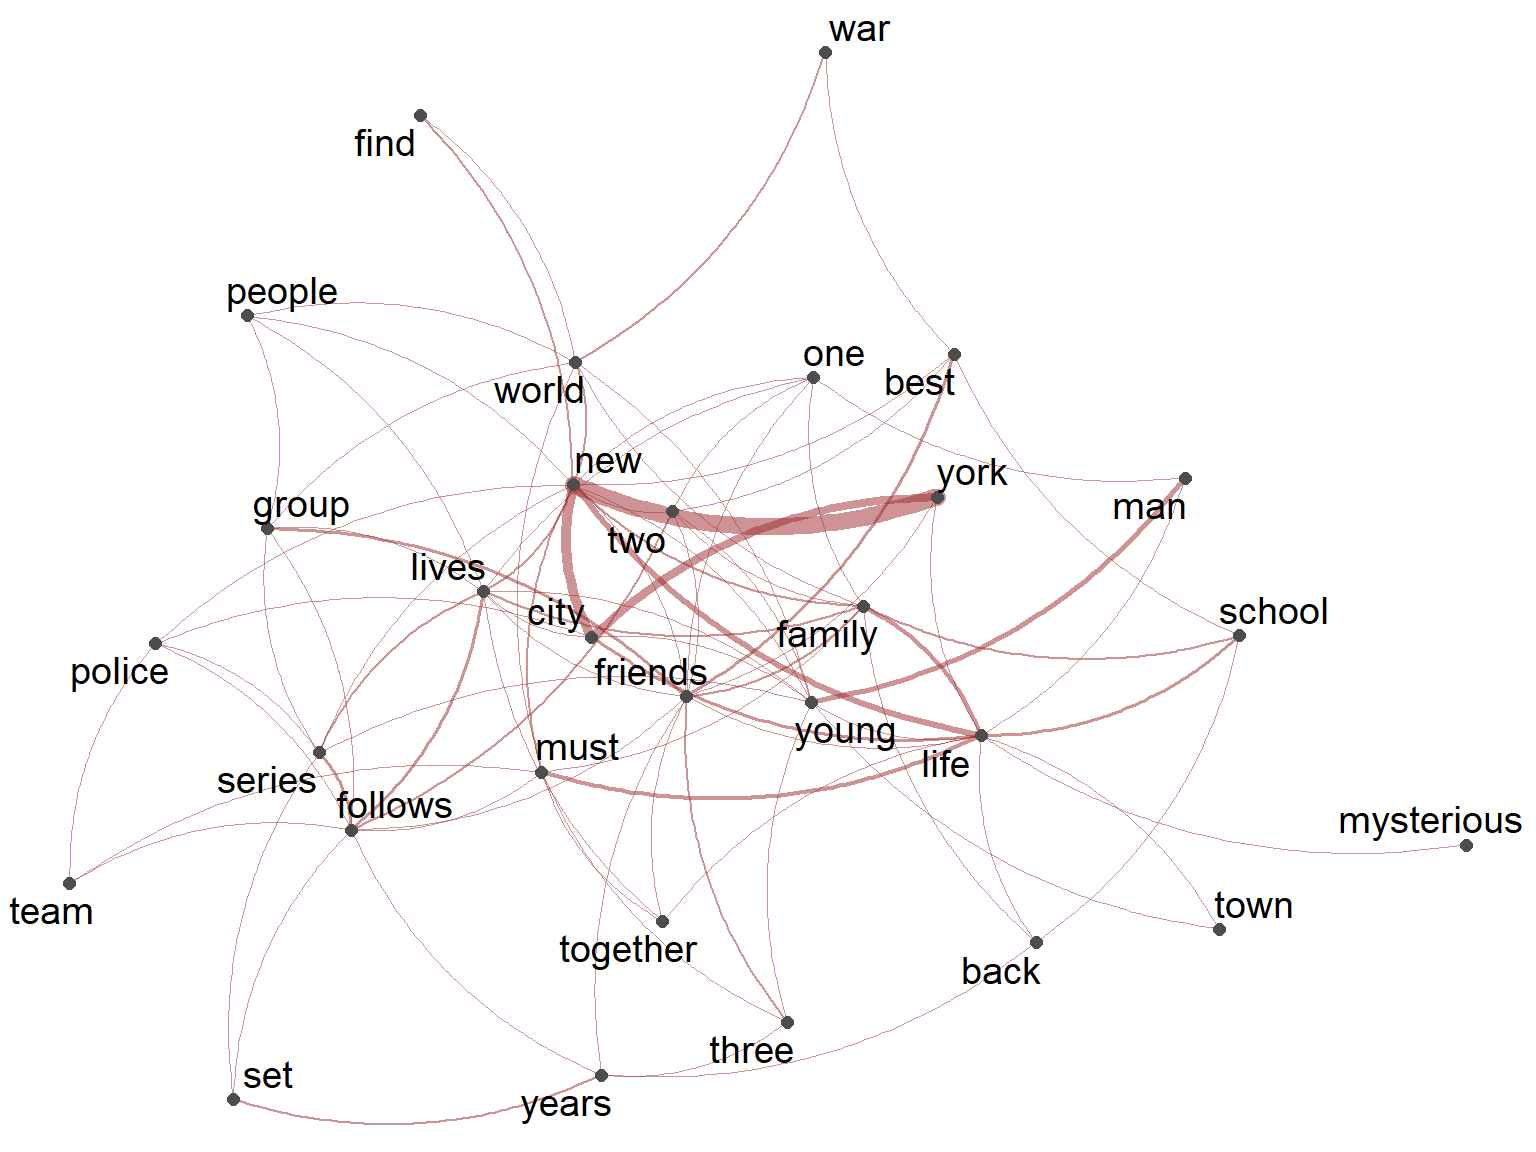 war
find
people
one
best
world
new
york
man
group
two
lives
city
school
family
police
friends
young
must
life
series
follows
mysterious
team
town
together
back
three
set
years